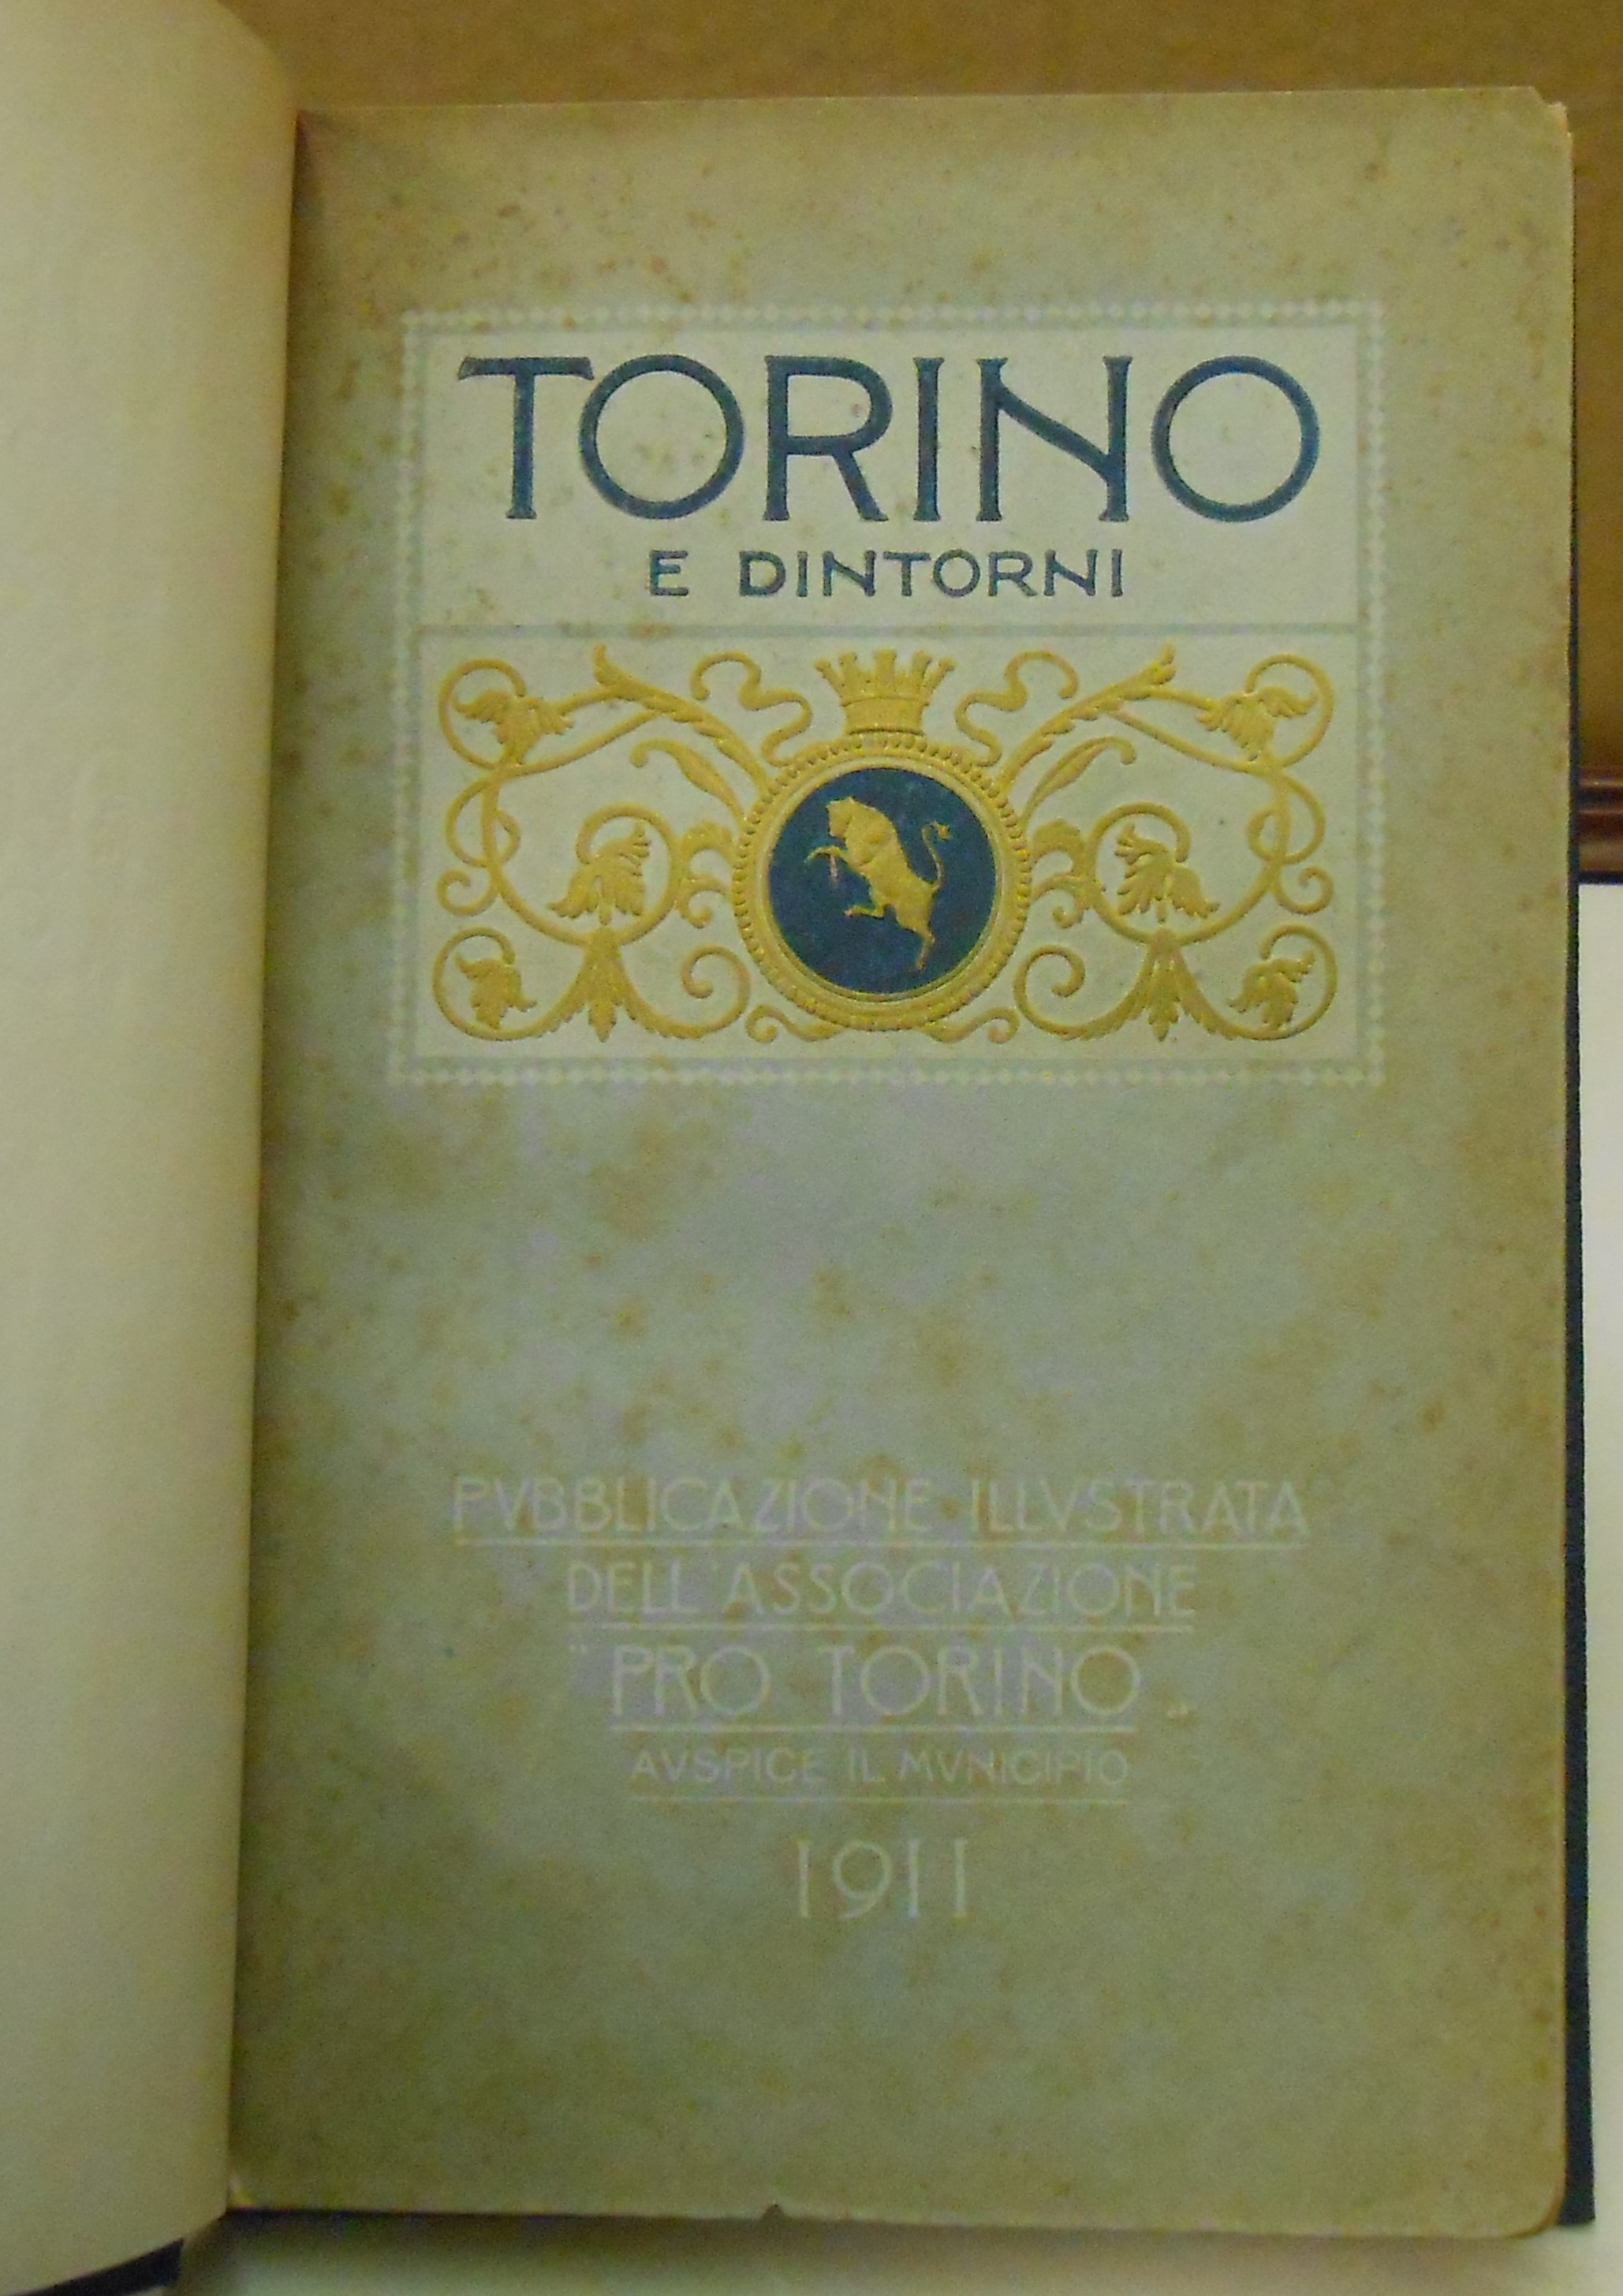 TORINO
E DINTORNI
PVBBLICAZIONE ILLVSTRATA
DELL'ASSOCIAZIONE
"PRO TORINO„
AVSPICE IL MVNICIPIO
1911